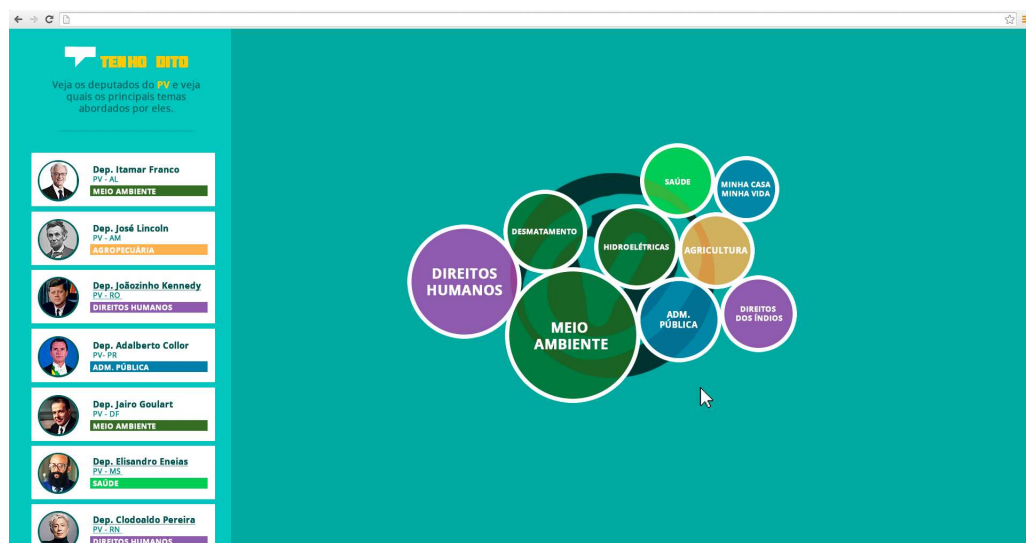 TENHO DITO
Veja os deputados do PV e veja
quais os principais temas
abordados por eles.
Dep. Itamar Franco
PV - AL
MEIO AMBIENTE
Dep. José Lincoln
PV - AM
AGROPECUÁRIA
Dep. Joãozinho Kennedy
PV - RO
DIREITOS HUMANOS
Dep. Adalberto Collor
PV- PR
ADM. PÚBLICA
Dep. Jairo Goulart
PV - DF
MEIO AMBIENTE
Dep. Elisandro Eneias
PV - MS
SAÚDE
Dep. Clodoaldo Pereira
PV - RN
DIREITOS HUMANOS
SAÚDE
MINHA CASA
MINHA VIDA
DESMATAMENTO
HIDROELÉTRICAS
AGRICULTURA
DIREITOS
HUMANOS
MEIO
AMBIENTE
ADM.
PÚBLICA
DIREITOS
DOS ÍNDIOS